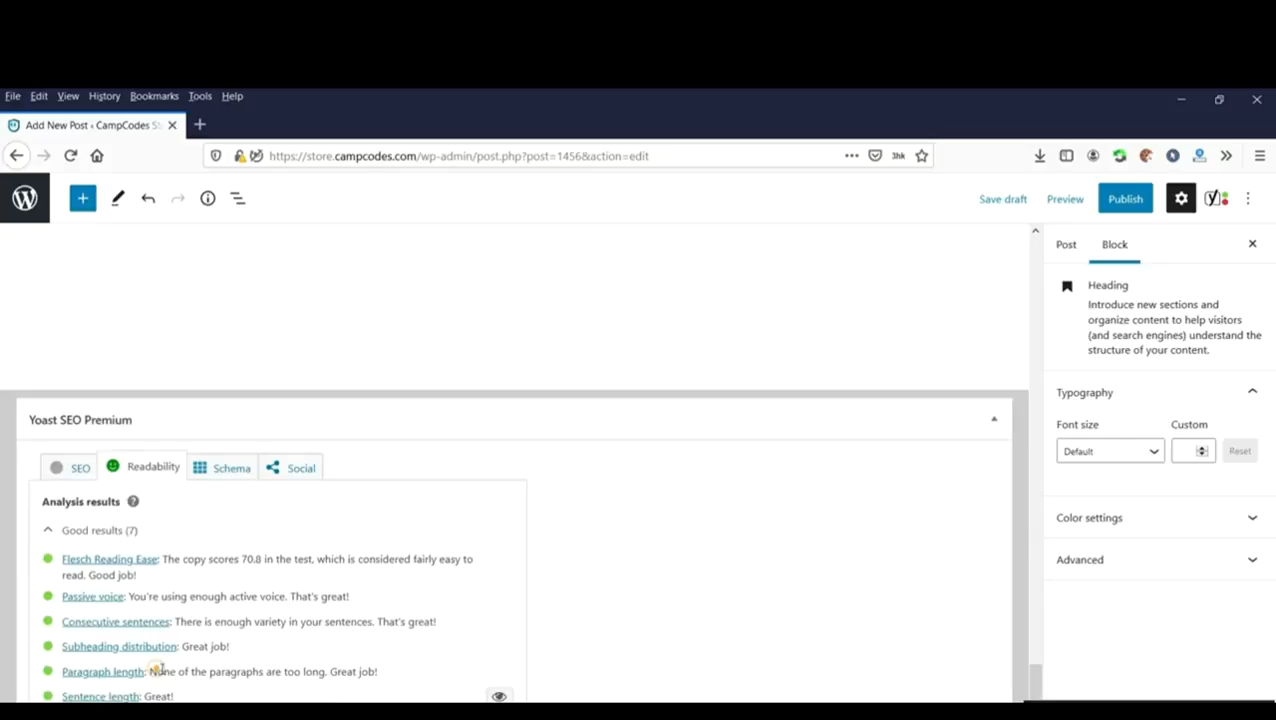 File Edit View History Bookmarks Tools Help
Add New Post ‹ CampCodes St
https://store.campcodes.com/wp-admin/post.php?post=1456&action=edit
Save draft Preview Publish
Post Block
Heading
Introduce new sections and
organize content to help visitors
(and search engines) understand the
structure of your content.
Typography
Font size Custom
Default Reset
Color settings
Advanced
Yoast SEO Premium
SEO Readability Schema Social
Analysis results
Good results (7)
Flesch Reading Ease: The copy scores 70.8 in the test, which is considered fairly easy to
read. Good job!
Passive voice: You're using enough active voice. That's great!
Consecutive sentences: There is enough variety in your sentences. That's great!
Subheading distribution: Great job!
Paragraph length: None of the paragraphs are too long. Great job!
Sentence length: Great!